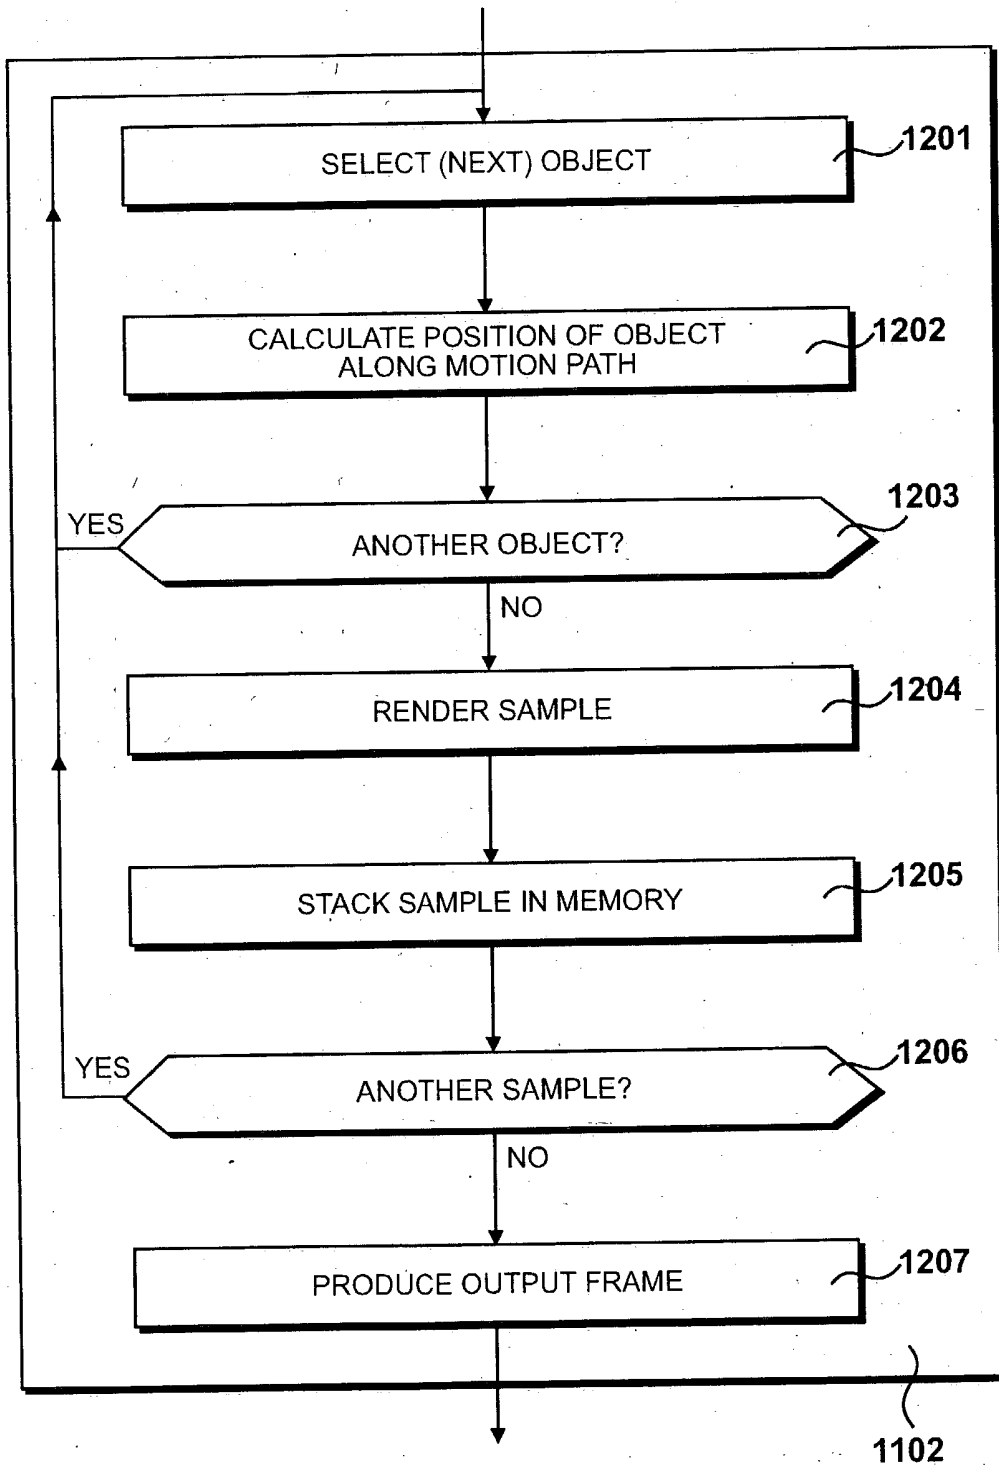 1201
SELECT (NEXT) OBJECT
1202
CALCULATE POSITION OF OBJECT
ALONG MOTION PATH
1203
YES
ANOTHER OBJECT?
NO
1204
RENDER SAMPLE
1205
STACK SAMPLE IN MEMORY
1206
YES
ANOTHER SAMPLE?
NO
1207
PRODUCE OUTPUT FRAME
1102